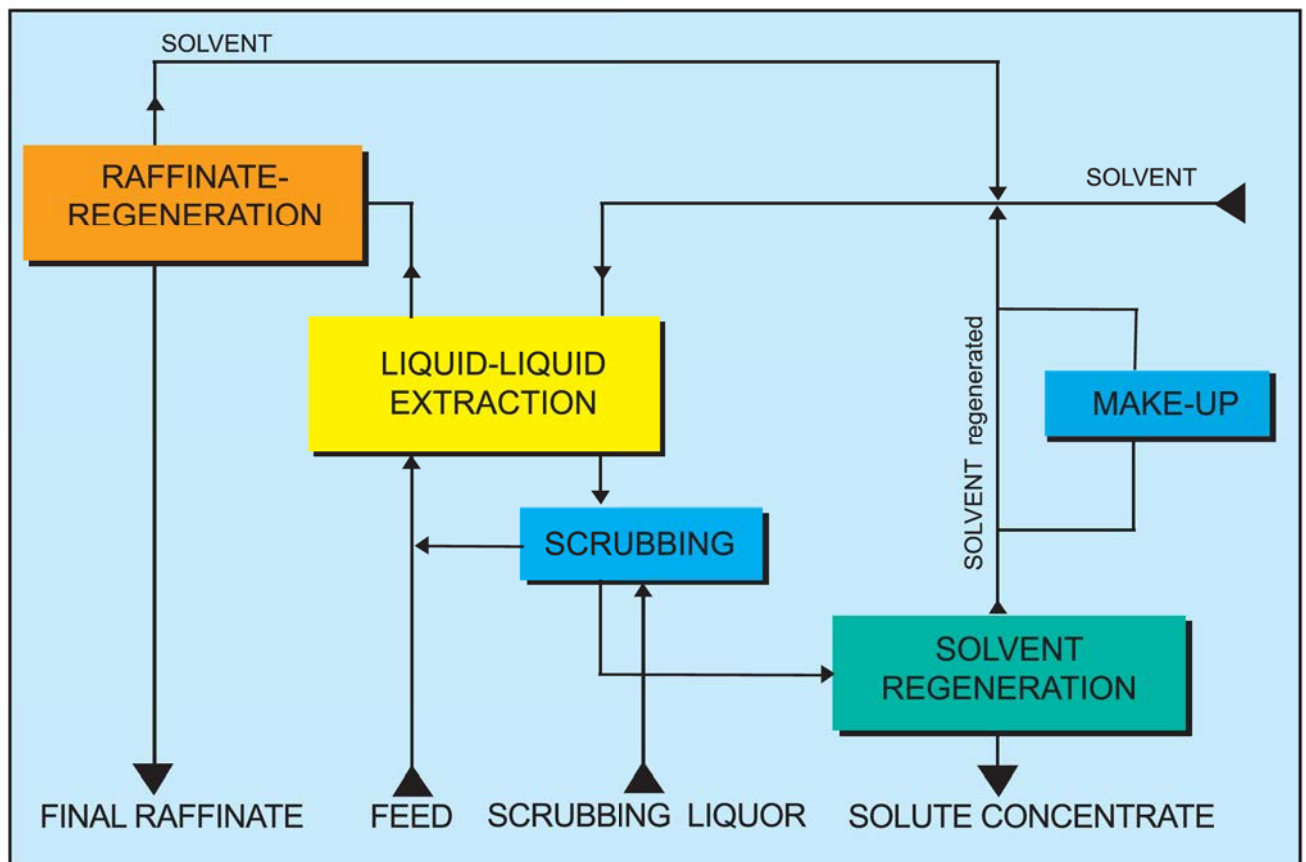 SOLVENT
RAFFINATE-
REGENERATION
SOLVENT
LIQUID-LIQUID
EXTRACTION
SOLVENT regenerated
MAKE-UP
SCRUBBING
SOLVENT
REGENERATION
FINAL RAFFINATE
FEED
SCRUBBING LIQUOR
SOLUTE CONCENTRATE